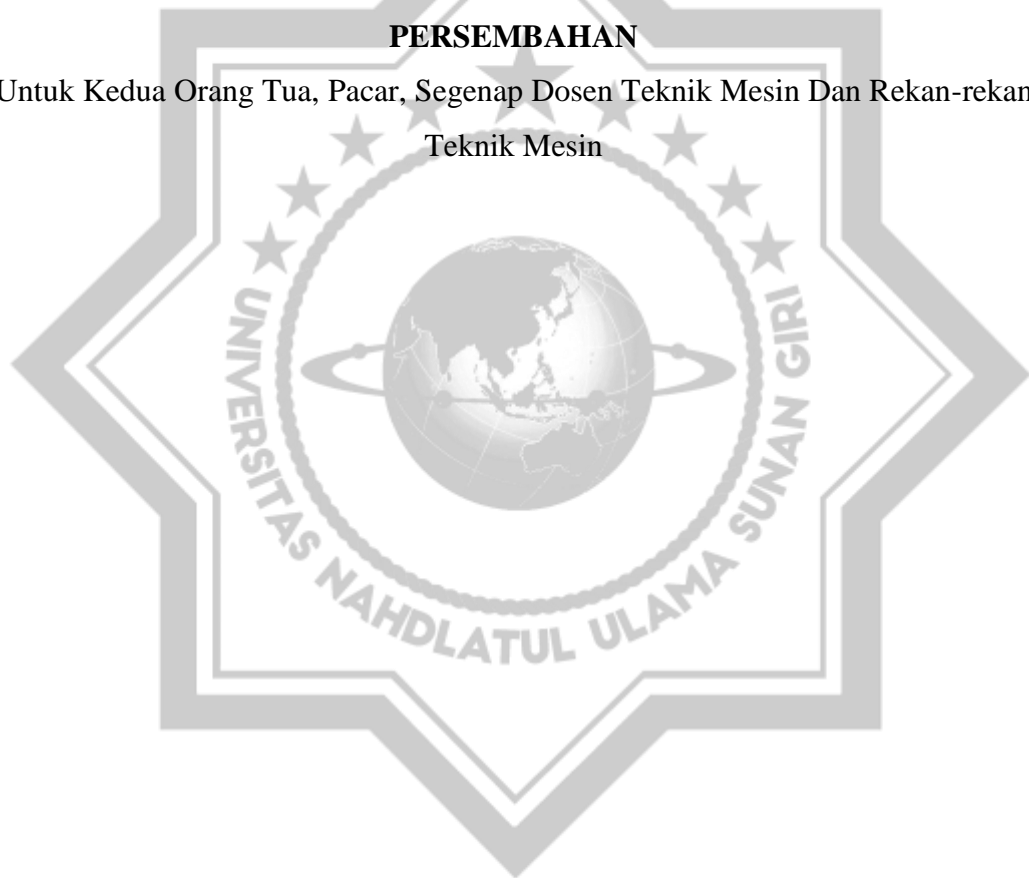 PERSEMBAHAN
Untuk Kedua Orang Tua, Pacar, Segenap Dosen Teknik Mesin Dan Rekan-rekan
Teknik Mesin
UNIVERSITAS NAHDLATUL ULAMA SUNAN GIRI